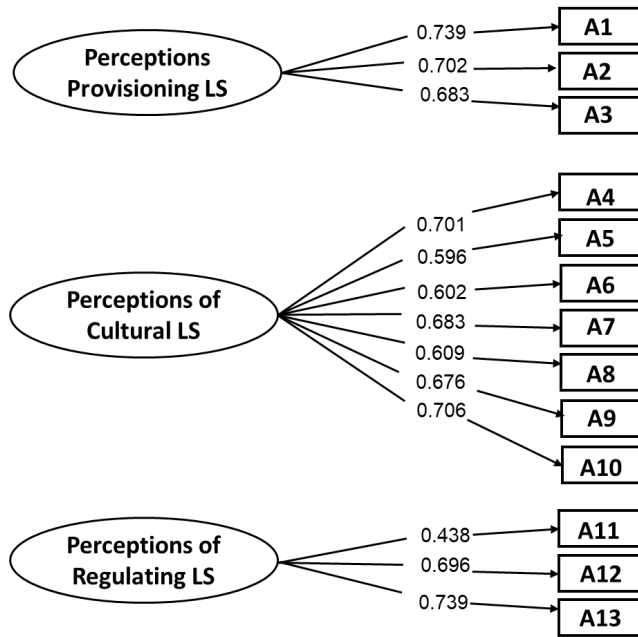 Perceptions
Provisioning LS
0.739
0.702
0.683
A1
A2
A3
Perceptions of
Cultural LS
0.701
0.596
0.602
0.683
0.609
0.676
0.706
A4
A5
A6
A7
A8
A9
A10
Perceptions of
Regulating LS
0.438
0.696
0.739
A11
A12
A13